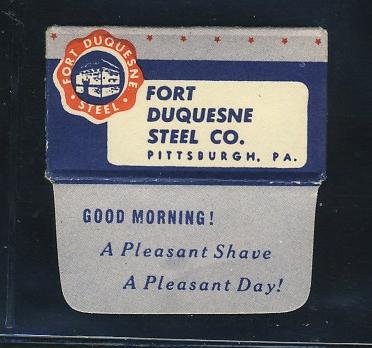 FORT DUQUESNE
STEEL
FORT
DUQUESNE
STEEL CO.
PITTSBURGH, PA.
GOOD MORNING!
A Pleasant Shave
A Pleasant Day!